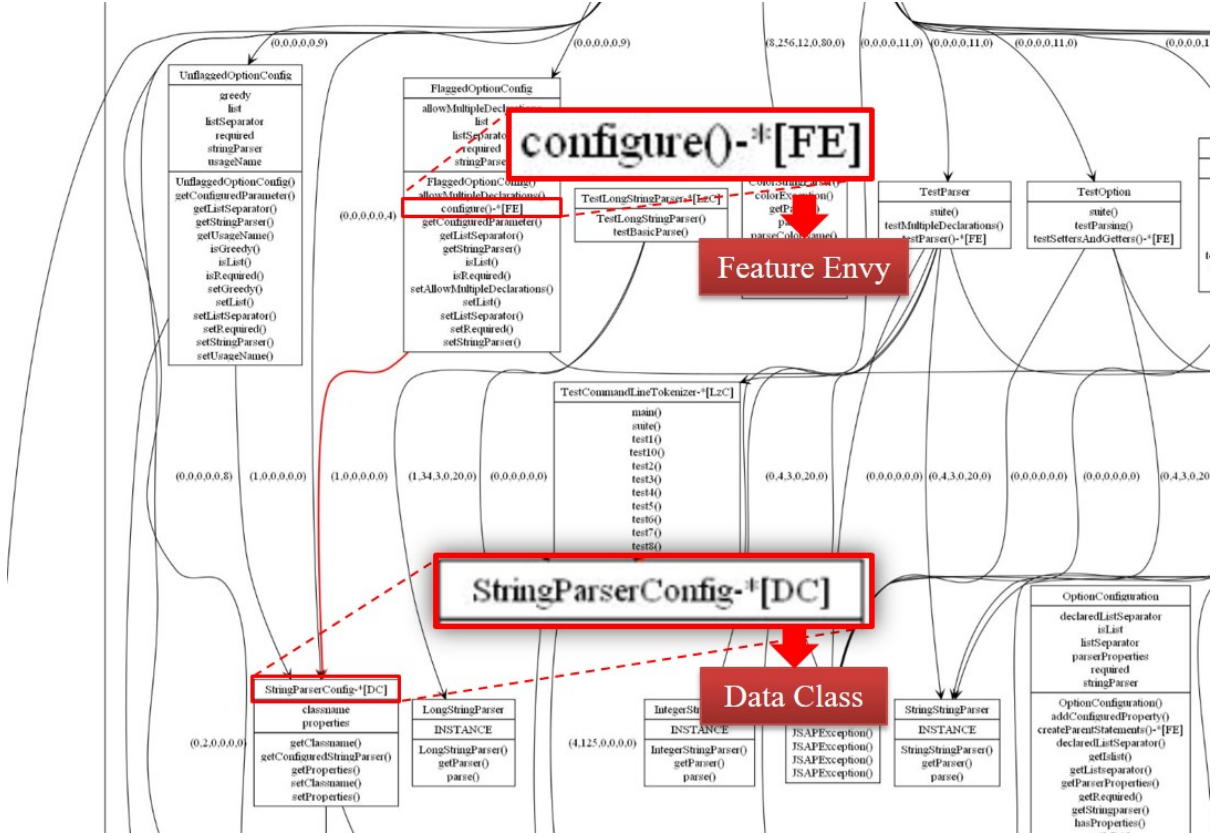 (0,0,0,0,0,9)
(0,0,0,0,0,9)
(8,256,12,0,80,0)
(0,0,0,0,11,0)
(0,0,0,0,11,0)
(0,0,0,0,11,0)
UnflaggedOptionConfig
greedy
list
listSeparator
required
stringParser
usageName
UnflaggedOptionConfig()
getConfiguredParameter()
getListSeparator()
getStringParser()
getUsageName()
isGreedy()
isList()
isRequired()
setGreedy()
setList()
setListSeparator()
setRequired()
setStringParser()
setUsageName()
FlaggedOptionConfig
list
required
FlaggedOptionConfig()
allowMultipleDeclarations()
configure()-*[FE]
getConfiguredParameter()
getListSeparator()
getStringParser()
isList()
isRequired()
setAllowMultipleDeclarations()
setList()
setListSeparator()
setRequired()
setStringParser()
configure()-*[FE]
(0,0,0,0,0,4)
TestLongStringParser-*[LzC]
TestLongStringParser()
testBasicParse()
ColorStringParser()
colorException()
Feature Envy
TestParser
suite()
testMultipleDeclarations()
testParser()-*[FE]
TestOption
suite()
testParsing()
testSettersAndGetters()-*[FE]
TestCommandLineTokenizer-*[LzC]
main()
suite()
test1()
test10()
test2()
test3()
test4()
test5()
test6()
test7()
test8()
(0,0,0,0,0,8)
(1,0,0,0,0,0)
(1,0,0,0,0,0)
(1,34,3,0,20,0)
(0,0,0,0,0,0)
(0,4,3,0,20,0)
(0,0,0,0,0,0)
(0,4,3,0,20,0)
(0,0,0,0,0,0)
(0,0,0,0,0,0)
StringParserConfig-*[DC]
Data Class
StringParserConfig-*[DC]
classname
properties
getClassname()
getConfiguredStringParser()
getProperties()
setClassname()
setProperties()
(0,2,0,0,0,0)
LongStringParser
INSTANCE
LongStringParser()
getParser()
parse()
(4,125,0,0,0,0)
INSTANCE
IntegerStringParser()
getParser()
parse()
JSAPException()
JSAPException()
JSAPException()
JSAPException()
StringStringParser
INSTANCE
StringStringParser()
getParser()
parse()
OptionConfiguration
declaredListSeparator
isList
listSeparator
parserProperties
required
stringParser
OptionConfiguration()
addConfiguredProperty()
createParentStatements()-*[FE]
declaredListSeparator()
getIslist()
getListseparator()
getParserProperties()
getRequired()
getStringparser()
hasProperties()